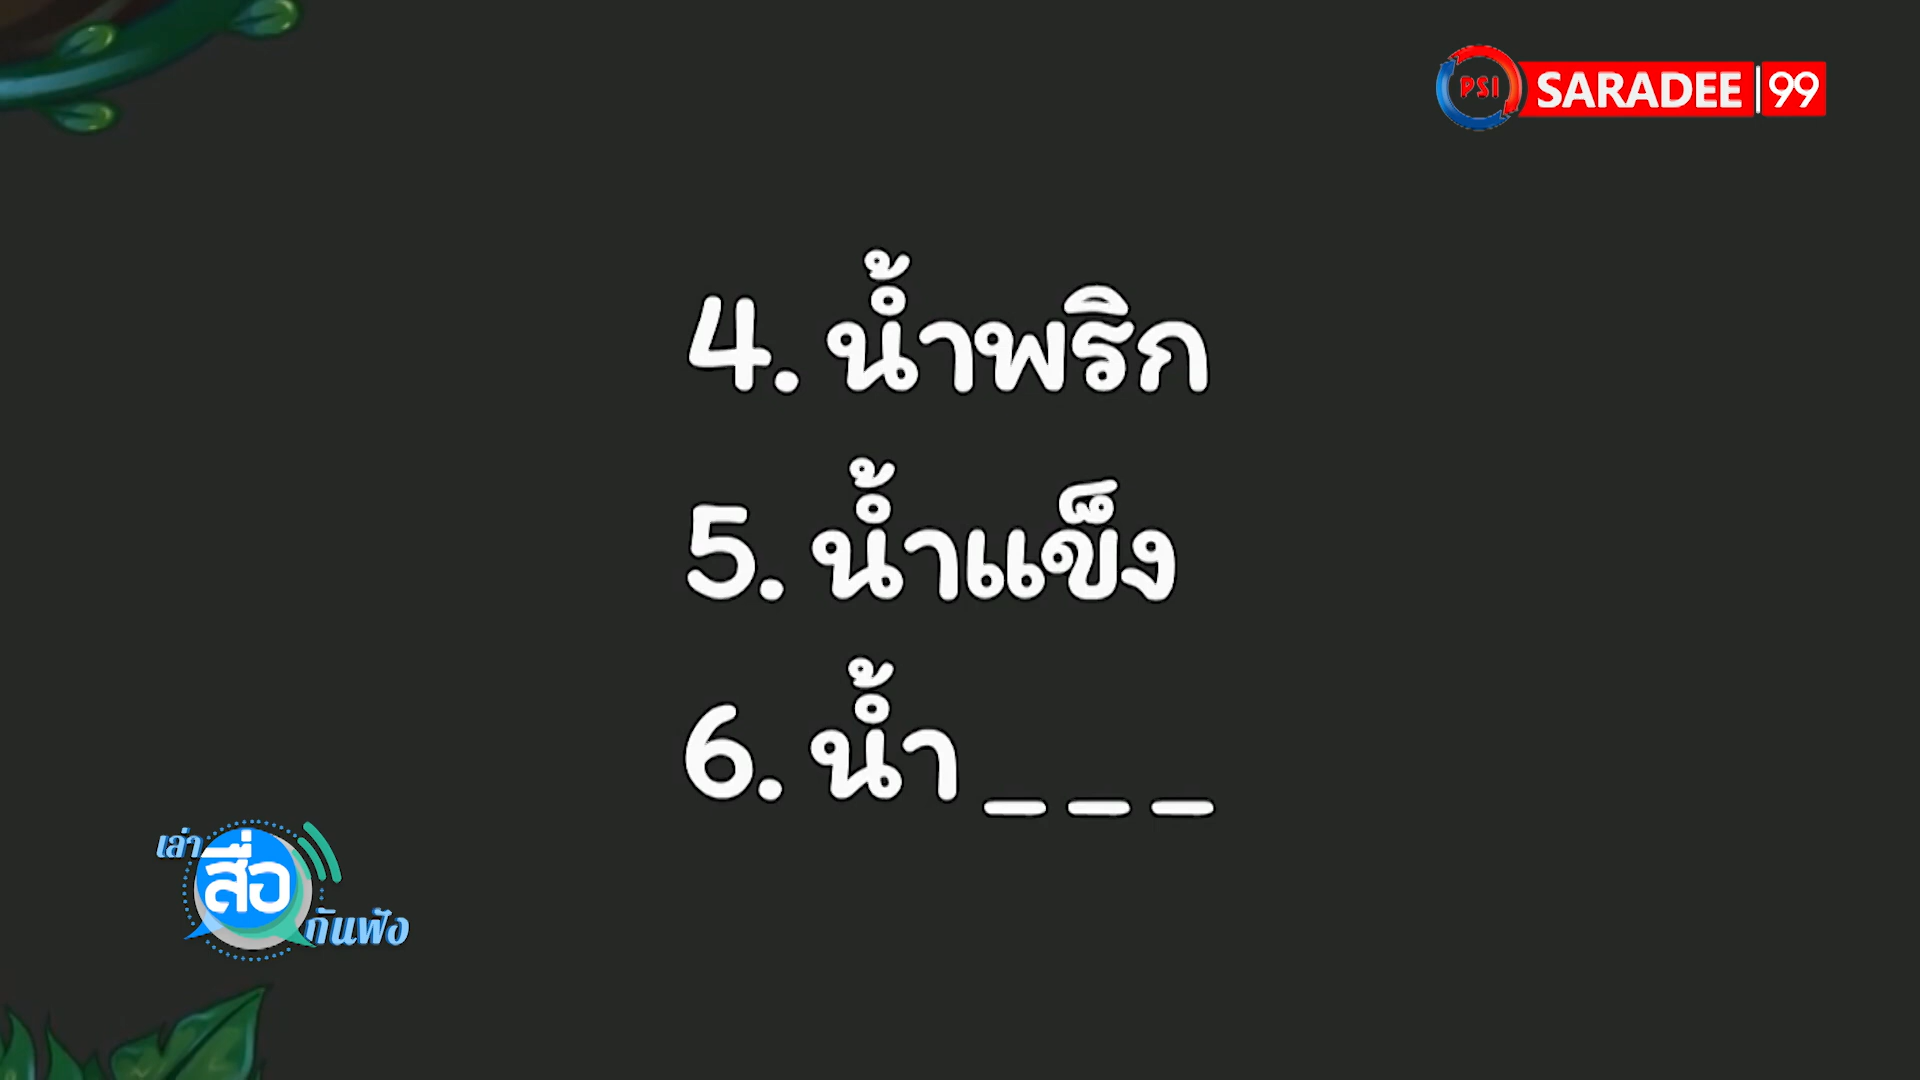 PSI SARADEE 99
4. น้ำพริก
5. น้ำแข็ง
6. น้ำ _ _ _
เล่า
สื่อ
กันฟัง